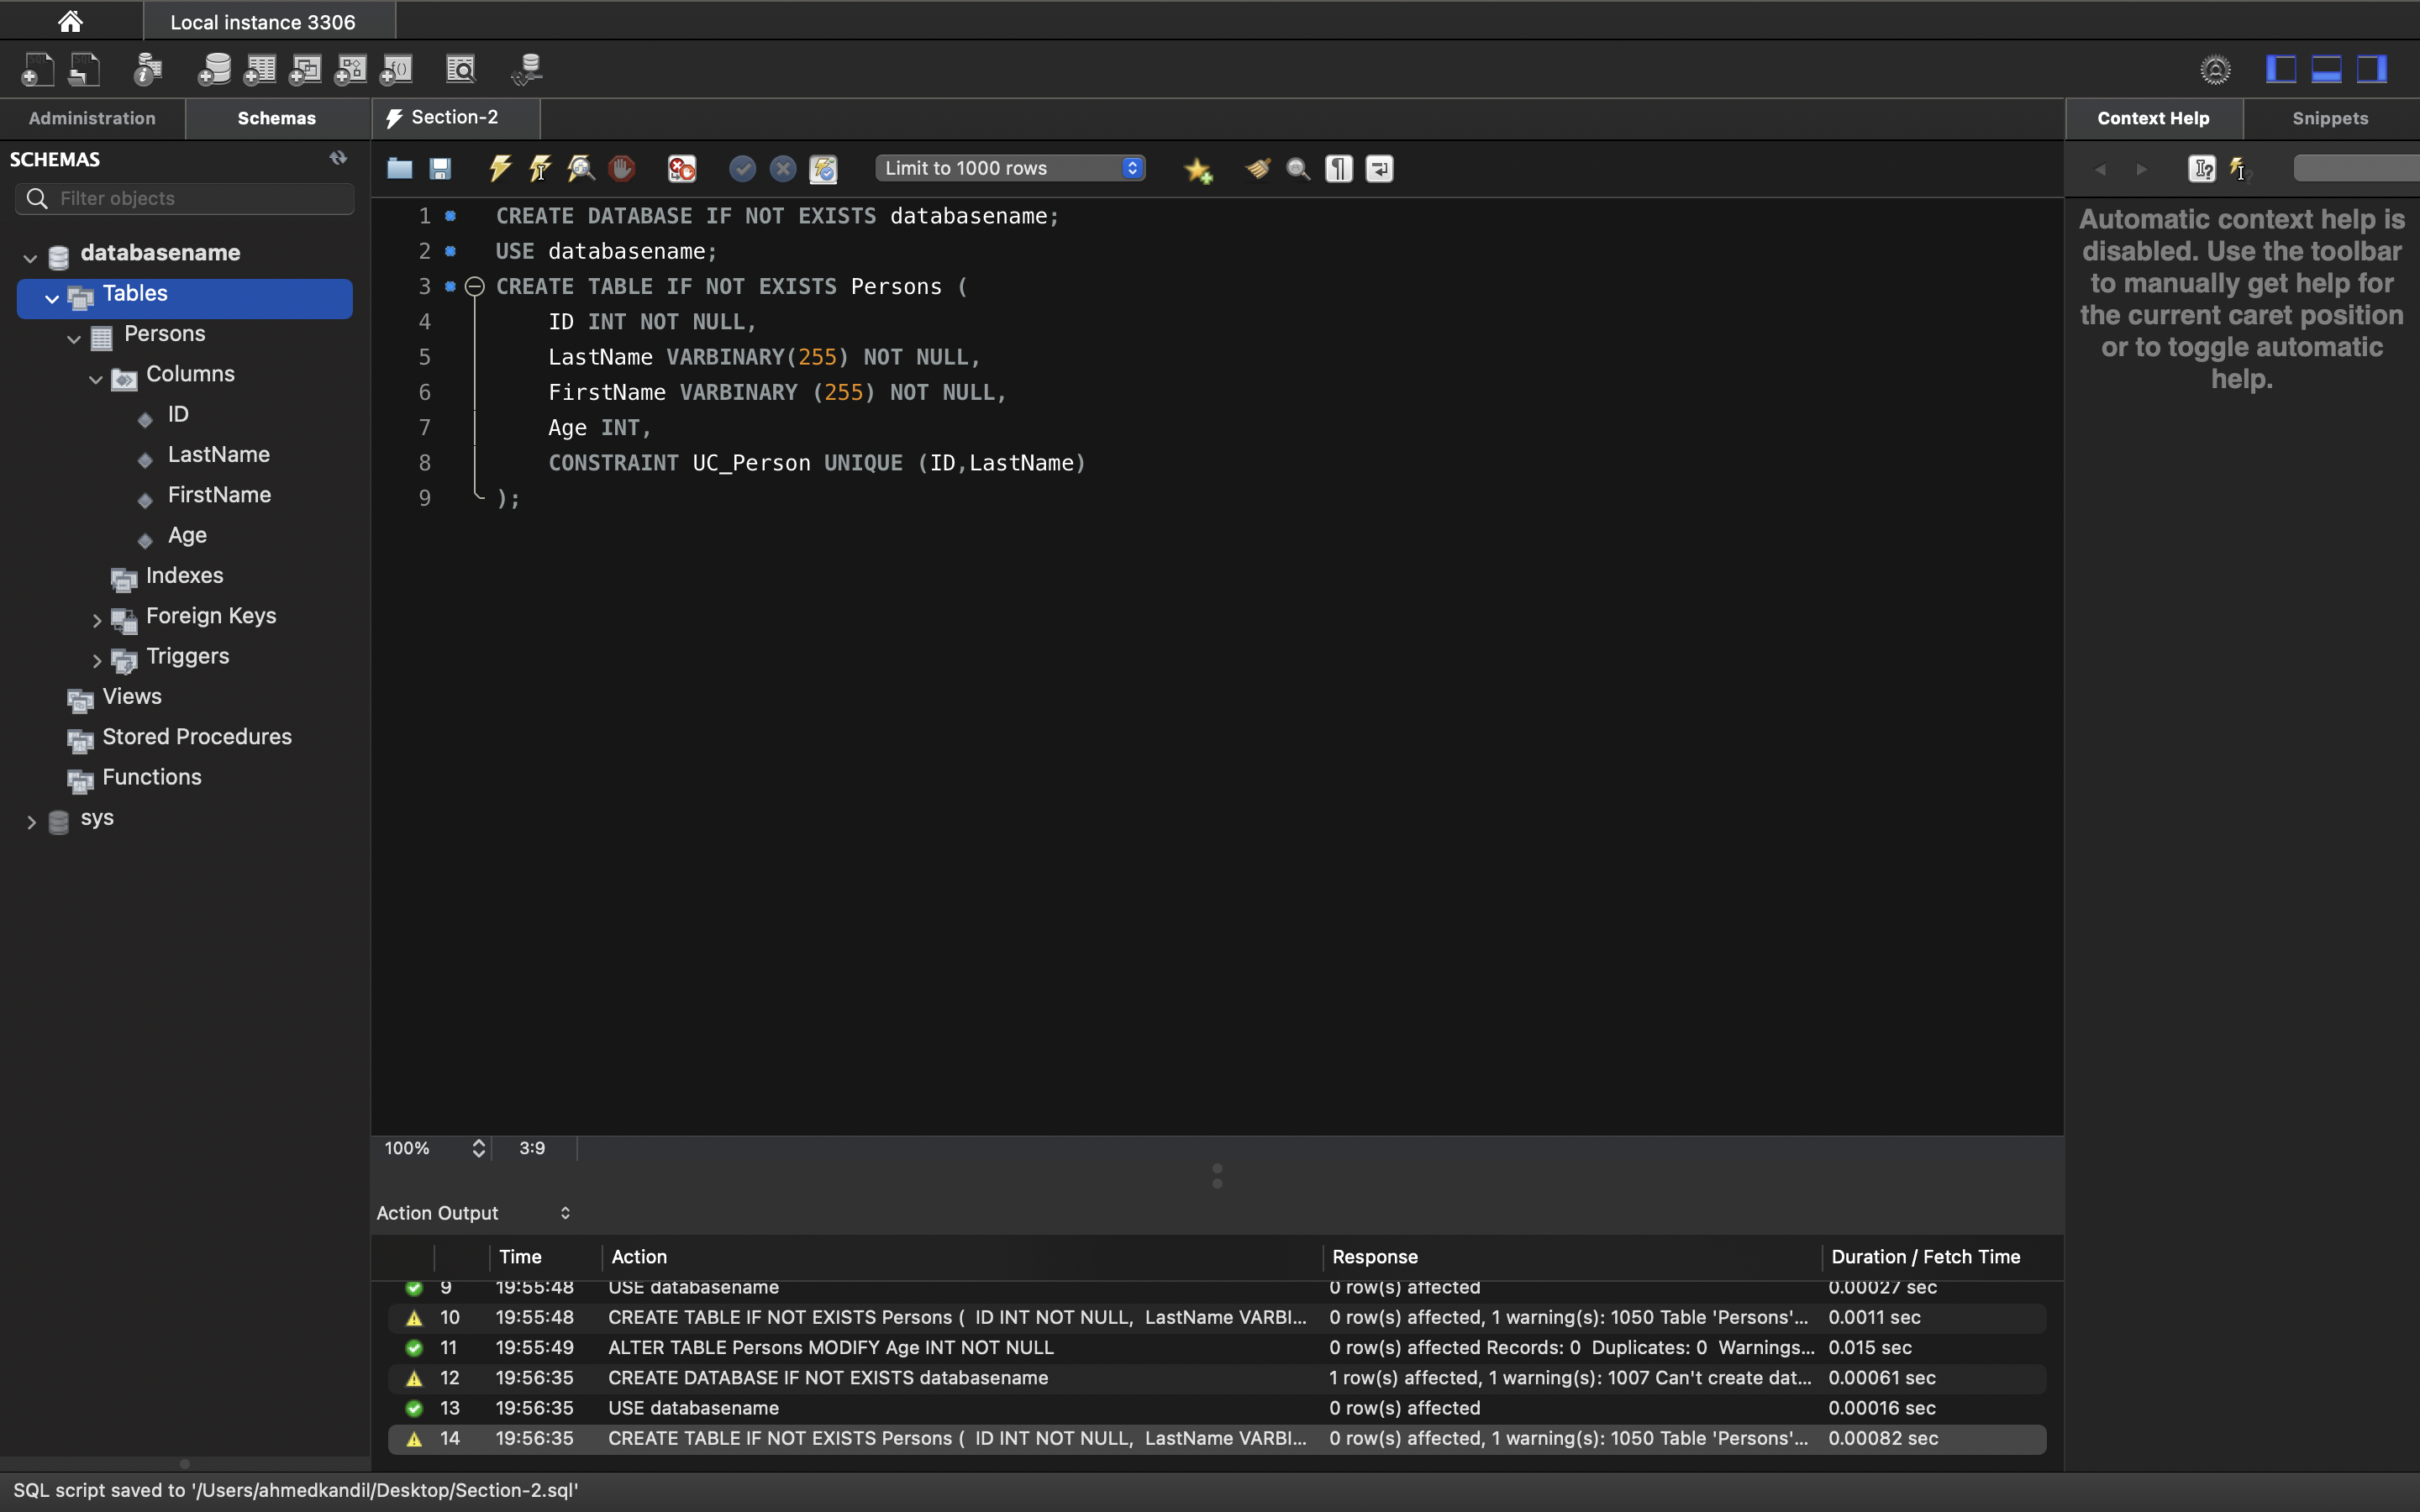 Local instance 3306
Administration
Schemas
Section-2
Context Help
Snippets
SCHEMAS
Filter objects
Limit to 1000 rows
databasename
Tables
Persons
Columns
ID
LastName
FirstName
Age
Indexes
Foreign Keys
Triggers
Views
Stored Procedures
Functions
sys
1 CREATE DATABASE IF NOT EXISTS databasename;
2 USE databasename;
3 CREATE TABLE IF NOT EXISTS Persons (
4 ID INT NOT NULL,
5 LastName VARBINARY(255) NOT NULL,
6 FirstName VARBINARY (255) NOT NULL,
7 Age INT,
8 CONSTRAINT UC_Person UNIQUE (ID,LastName)
9 );
Automatic context help is
disabled. Use the toolbar
to manually get help for
the current caret position
or to toggle automatic
help.
100% 3:9
Action Output
Time Action Response Duration / Fetch Time
9 19:55:48 USE databasename 0 row(s) affected 0.00027 sec
10 19:55:48 CREATE TABLE IF NOT EXISTS Persons ( ID INT NOT NULL, LastName VARBI... 0 row(s) affected, 1 warning(s): 1050 Table 'Persons'... 0.0011 sec
11 19:55:49 ALTER TABLE Persons MODIFY Age INT NOT NULL 0 row(s) affected Records: 0 Duplicates: 0 Warnings... 0.015 sec
12 19:56:35 CREATE DATABASE IF NOT EXISTS databasename 1 row(s) affected, 1 warning(s): 1007 Can't create dat... 0.00061 sec
13 19:56:35 USE databasename 0 row(s) affected 0.00016 sec
14 19:56:35 CREATE TABLE IF NOT EXISTS Persons ( ID INT NOT NULL, LastName VARBI... 0 row(s) affected, 1 warning(s): 1050 Table 'Persons'... 0.00082 sec
SQL script saved to '/Users/ahmedkandil/Desktop/Section-2.sql'